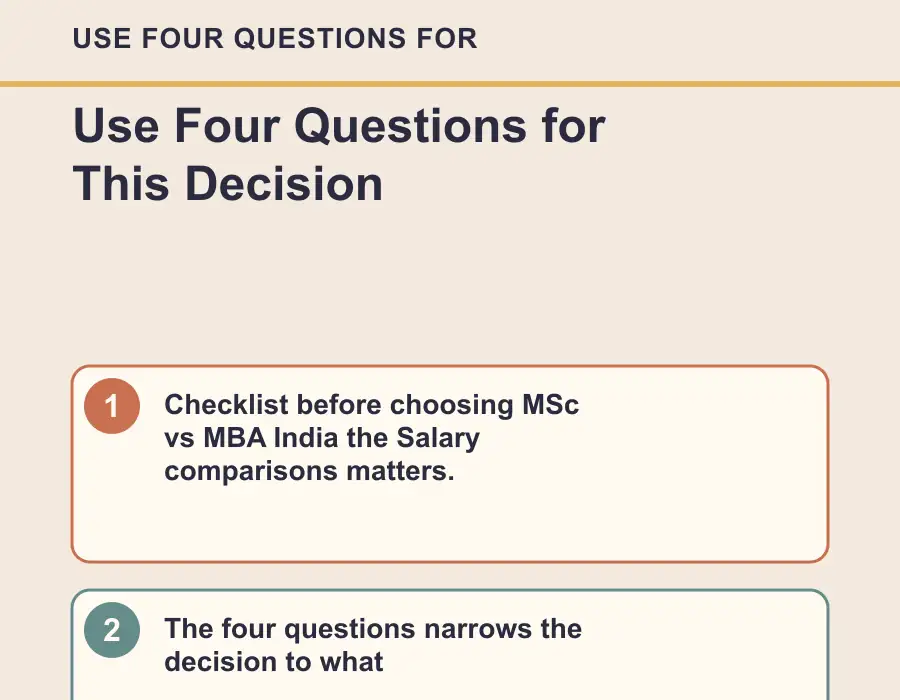 USE FOUR QUESTIONS FOR
Use Four Questions for
This Decision
1
Checklist before choosing MSc
vs MBA India the Salary
comparisons matters.
2
The four questions narrows the
decision to what